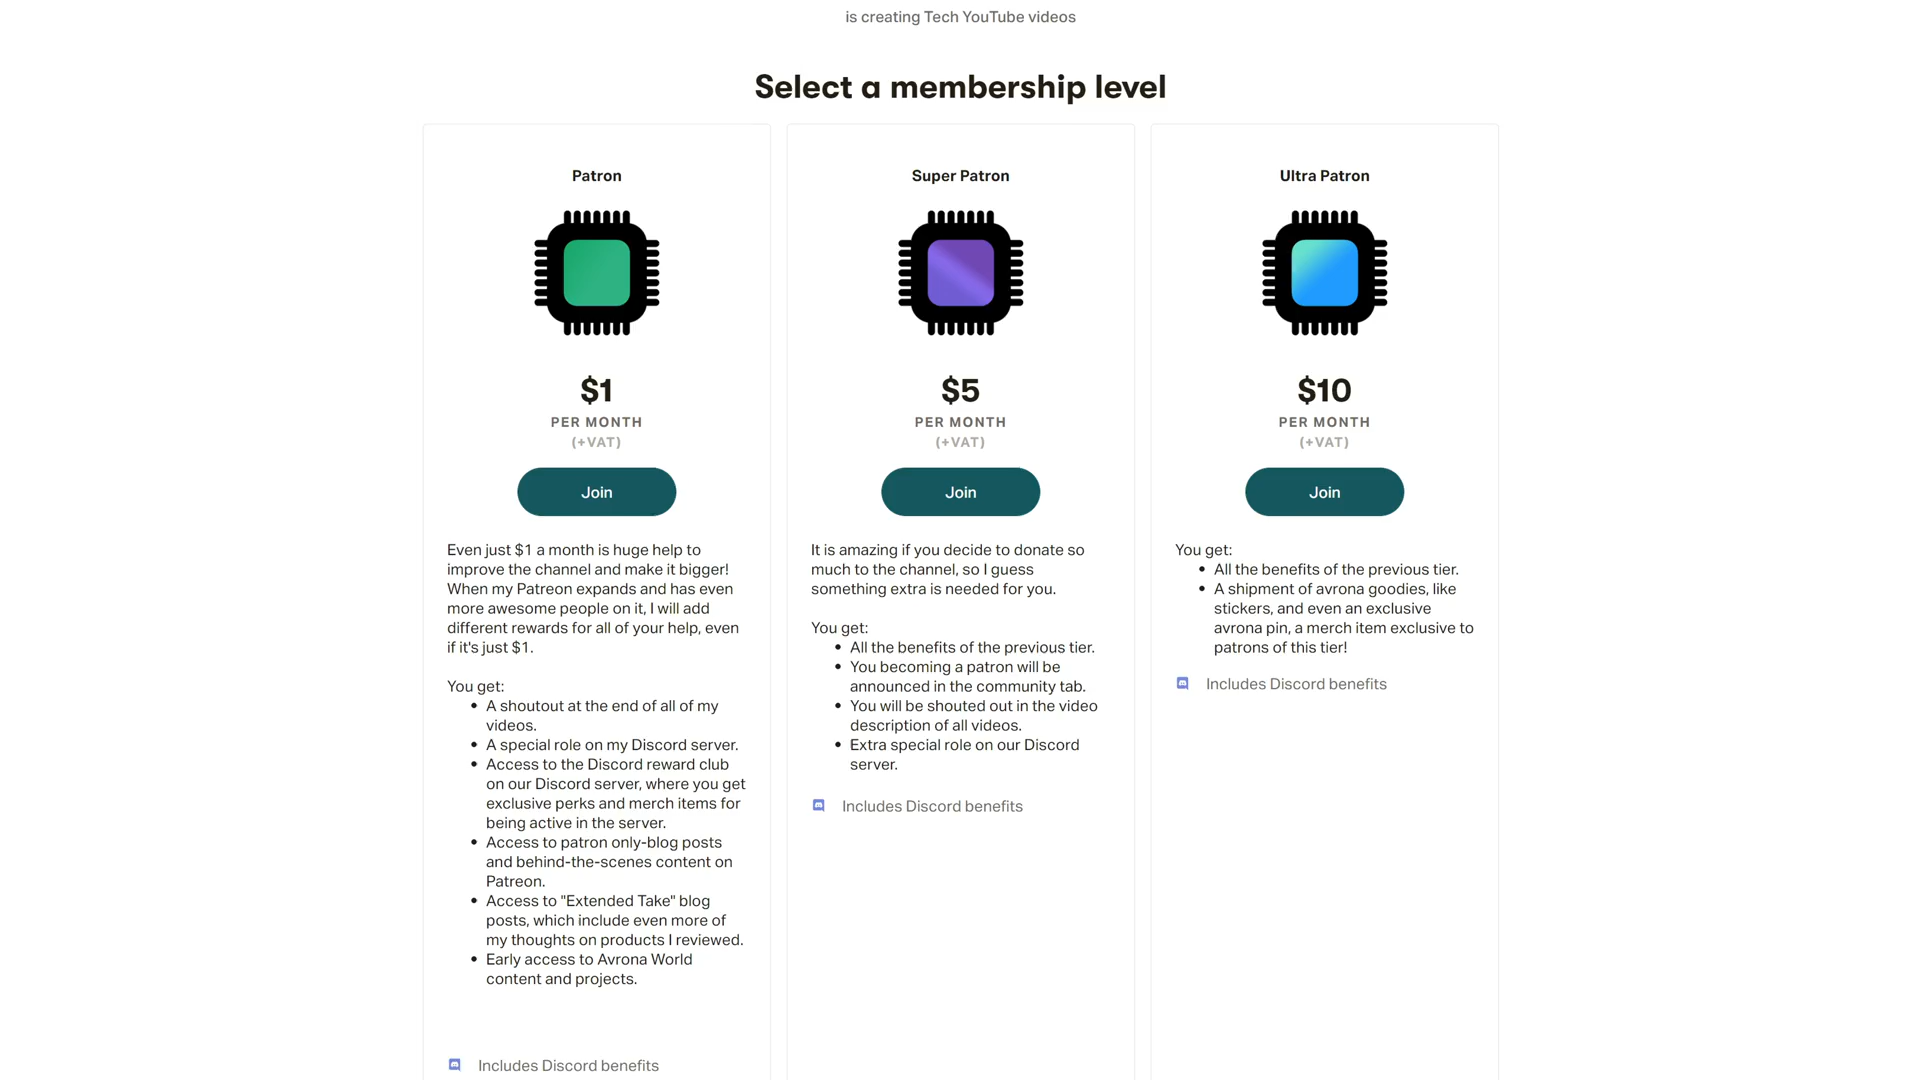 is creating Tech YouTube videos
Select a membership level
Patron
$1
PER MONTH
(+VAT)
Join
Even just $1 a month is huge help to
improve the channel and make it bigger!
When my Patreon expands and has even
more awesome people on it, I will add
different rewards for all of your help, even
if it's just $1.
You get:
• A shoutout at the end of all of my
videos.
• A special role on my Discord server.
• Access to the Discord reward club
on our Discord server, where you get
exclusive perks and merch items for
being active in the server.
• Access to patron only-blog posts
and behind-the-scenes content on
Patreon.
• Access to "Extended Take" blog
posts, which include even more of
my thoughts on products I reviewed.
• Early access to Avrona World
content and projects.
Includes Discord benefits
Super Patron
$5
PER MONTH
(+VAT)
Join
It is amazing if you decide to donate so
much to the channel, so I guess
something extra is needed for you.
You get:
• All the benefits of the previous tier.
• You becoming a patron will be
announced in the community tab.
• You will be shouted out in the video
description of all videos.
• Extra special role on our Discord
server.
Includes Discord benefits
Ultra Patron
$10
PER MONTH
(+VAT)
Join
You get:
• All the benefits of the previous tier.
• A shipment of avrona goodies, like
stickers, and even an exclusive
avrona pin, a merch item exclusive to
patrons of this tier!
Includes Discord benefits